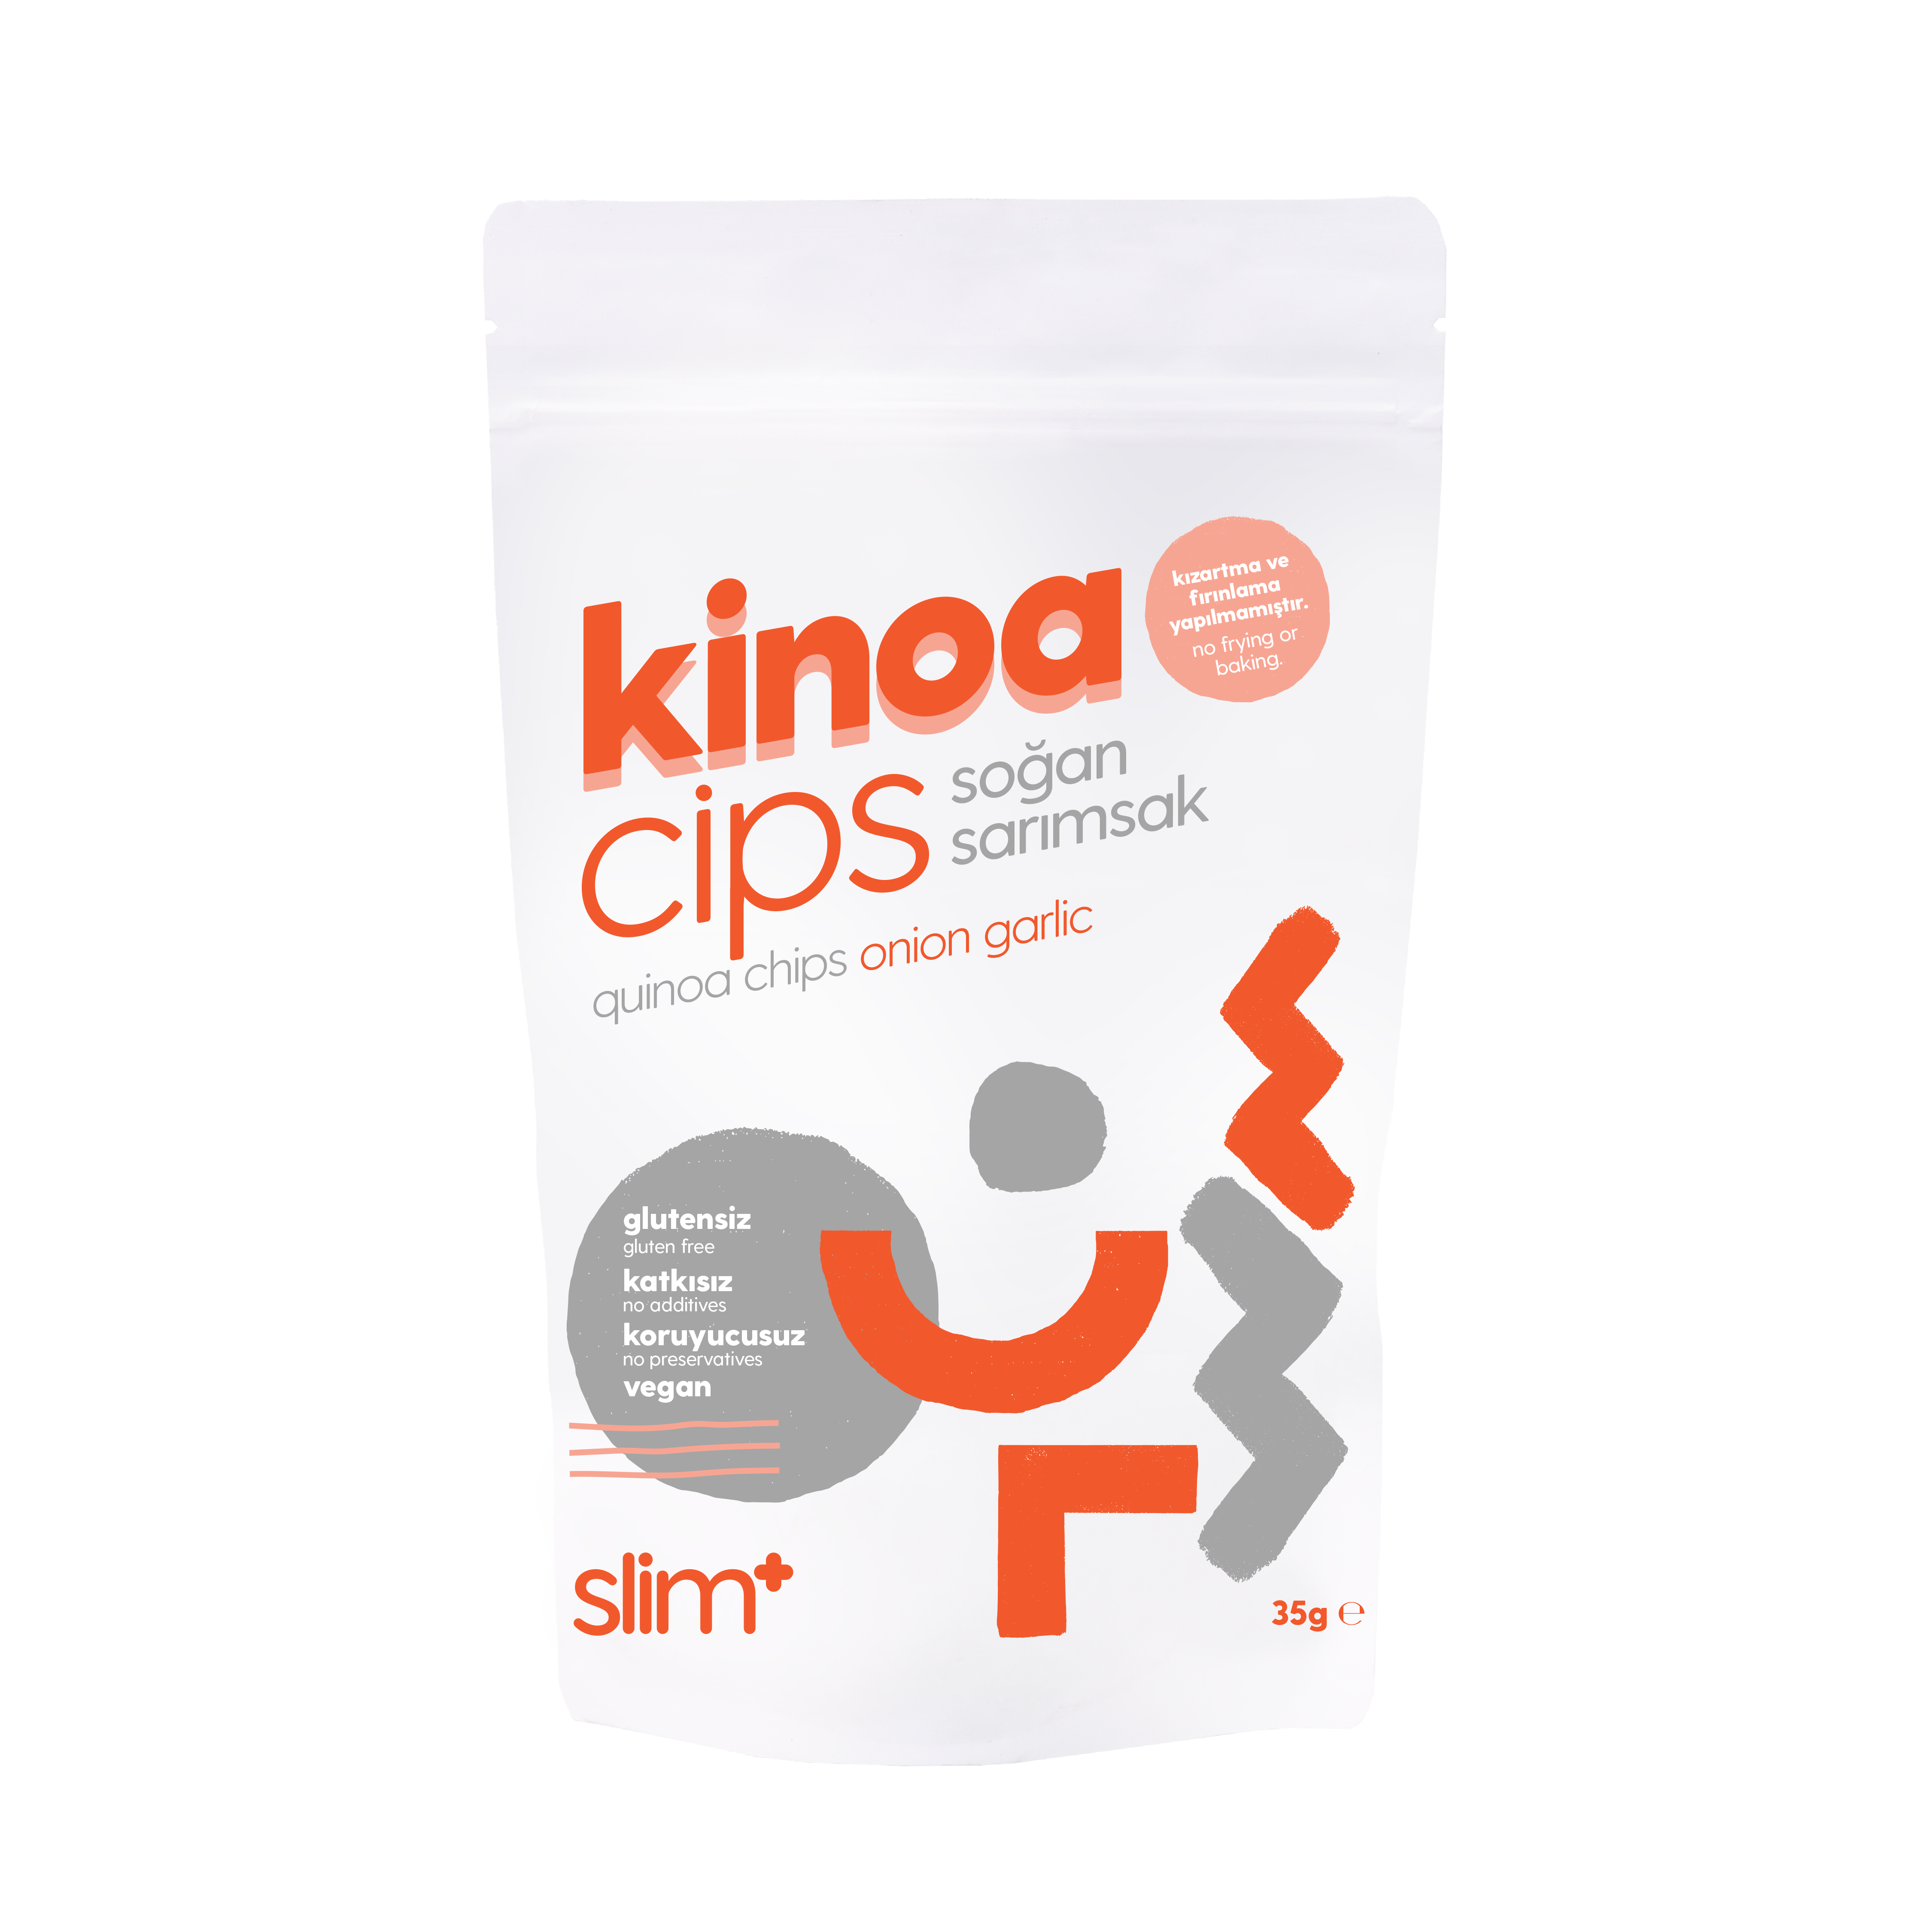 kinoa
kızartma ve
fırınlama
yapılmamıştır.
no frying or
baking.
cips
soğan
sarımsak
quinoa chips onion garlic
glutensiz
gluten free
katkısız
no additives
koruyucusuz
no preservatives
vegan
slim+
35g ℮